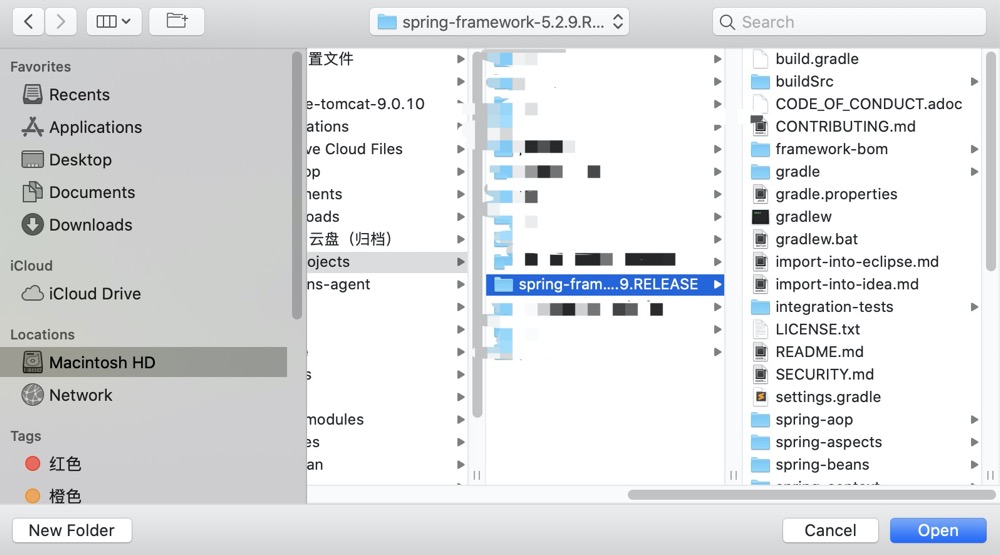 spring-framework-5.2.9.R...
Search
Favorites
Recents
Applications
Desktop
Documents
Downloads
iCloud
iCloud Drive
Locations
Macintosh HD
Network
Tags
红色
橙色
置文件
e-tomcat-9.0.10
ations
ve Cloud Files
op
ments
oads
云盘（归档）
ojects
ns-agent
s
modules
es
an
spring-fram....9.RELEASE
build.gradle
buildSrc
CODE_OF_CONDUCT.adoc
CONTRIBUTING.md
framework-bom
gradle
gradle.properties
gradlew
gradlew.bat
import-into-eclipse.md
import-into-idea.md
integration-tests
LICENSE.txt
README.md
SECURITY.md
settings.gradle
spring-aop
spring-aspects
spring-beans
spring-context
New Folder
Cancel
Open